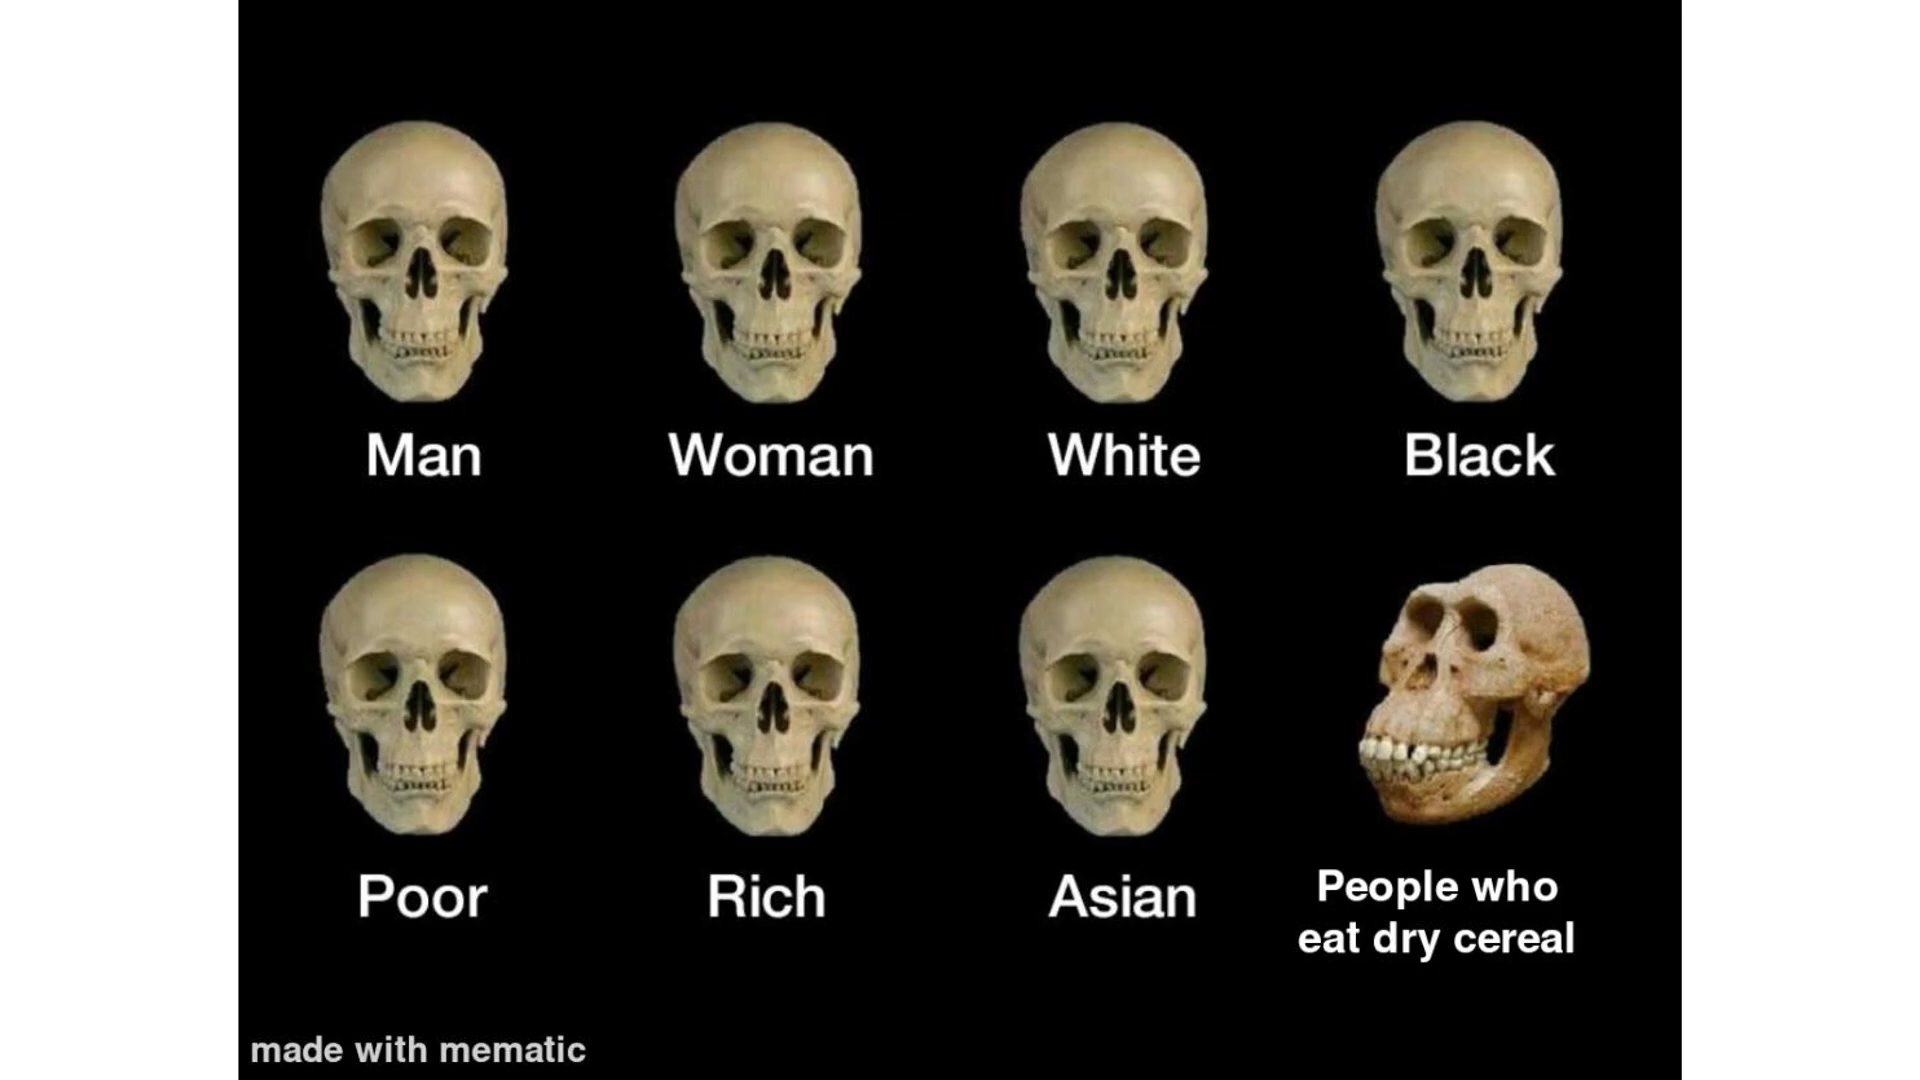 Man
Woman
White
Black
Poor
Rich
Asian
People who
eat dry cereal
made with mematic